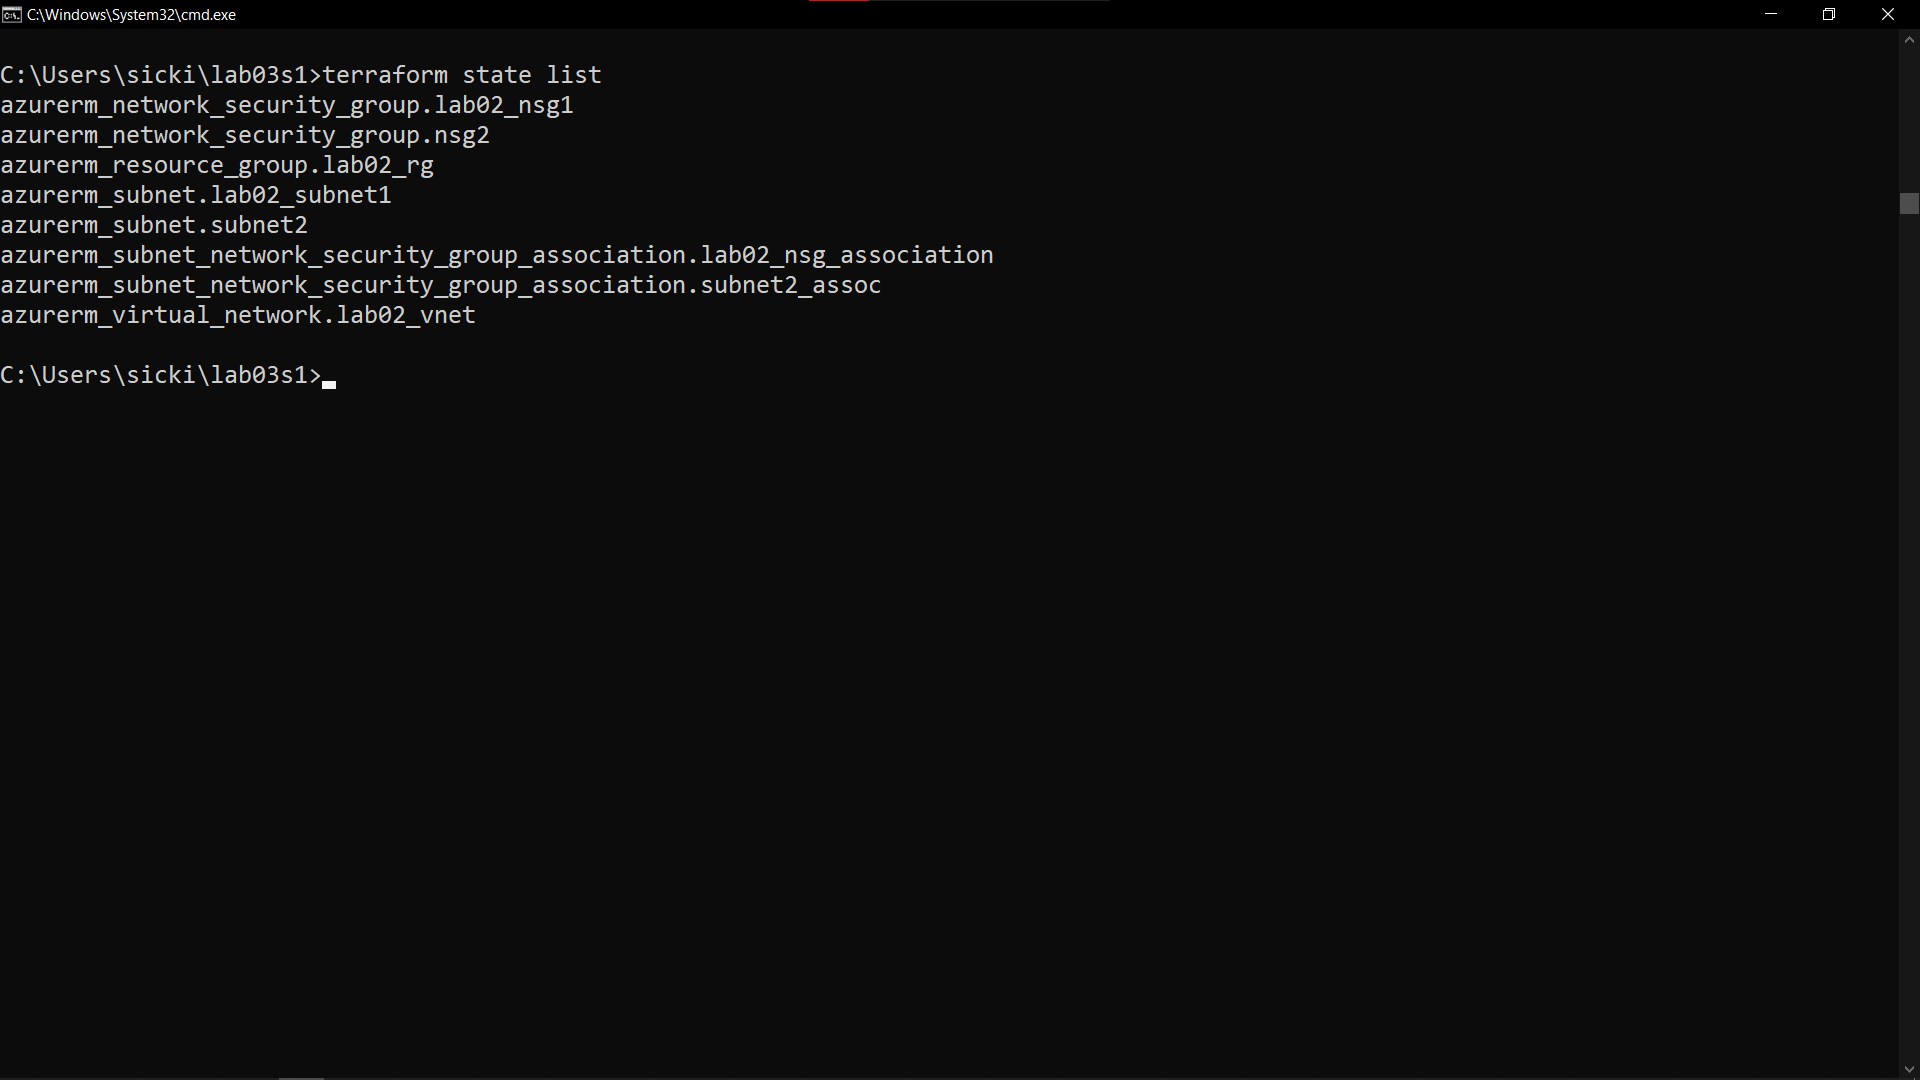 C:\Windows\System32\cmd.exe
C:\Users\sicki\lab03s1>terraform state list
azurerm_network_security_group.lab02_nsg1
azurerm_network_security_group.nsg2
azurerm_resource_group.lab02_rg
azurerm_subnet.lab02_subnet1
azurerm_subnet.subnet2
azurerm_subnet_network_security_group_association.lab02_nsg_association
azurerm_subnet_network_security_group_association.subnet2_assoc
azurerm_virtual_network.lab02_vnet
C:\Users\sicki\lab03s1>